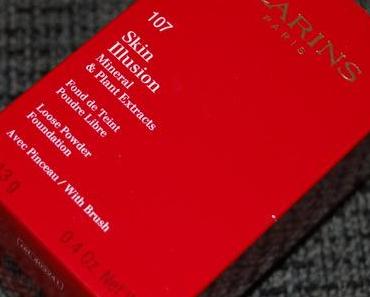 CLARINS
PARIS
107
Skin
Illusion
Mineral
& Plant Extracts
Fond de Teint
Poudre Libre
Loose Powder
Foundation
Avec Pinceau / With Brush
0.4 Oz Net